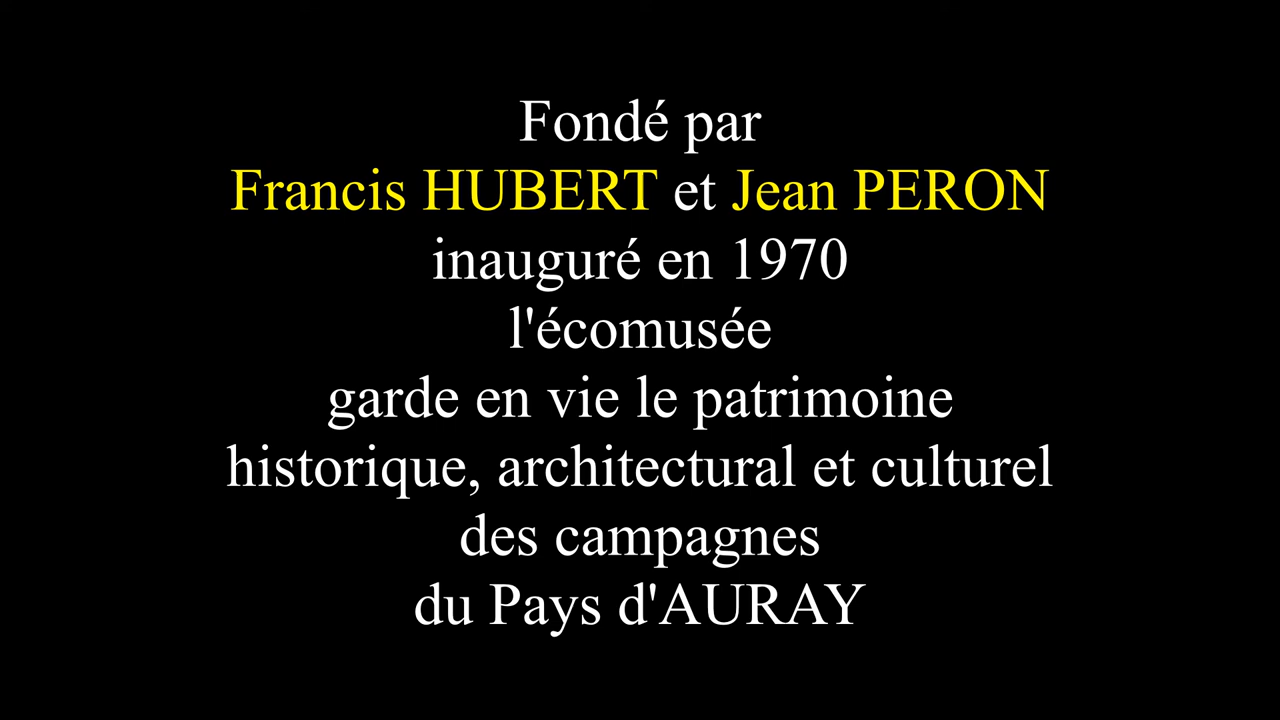 Fondé par
Francis HUBERT et Jean PERON
inauguré en 1970
l'écomusée
garde en vie le patrimoine
historique, architectural et culturel
des campagnes
du Pays d'AURAY